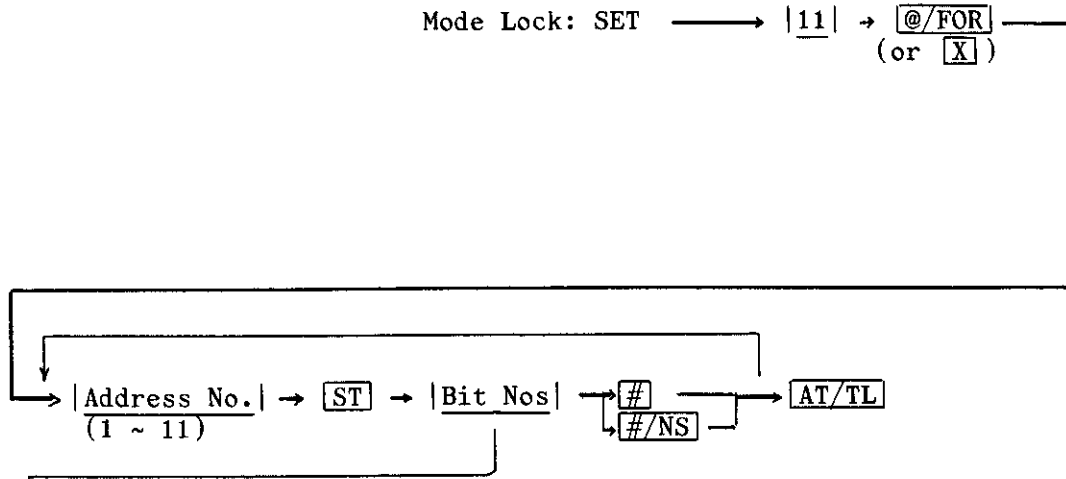 Mode Lock: SET → |11| → @/FOR
(or X)
|Address No.| → ST → |Bit Nos| → # → AT/TL
(1 ~ 11) #/NS